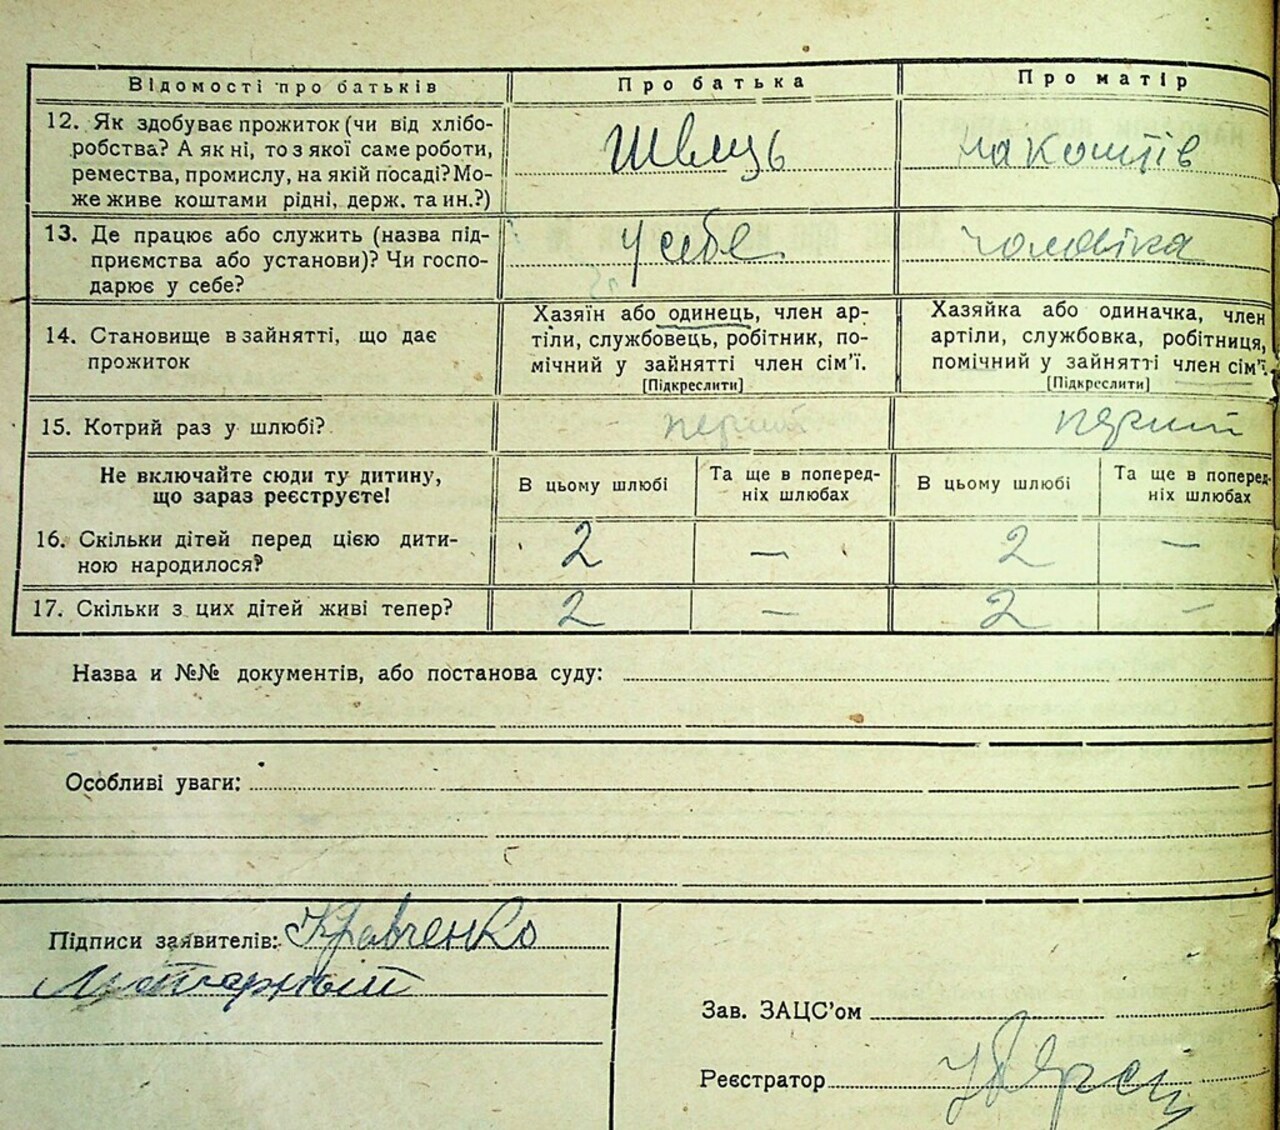 Відомості про батьків
Про батька
Про матір
12. Як здобуває прожиток (чи від хлібо-
робства? А як ні, то з якої саме роботи,
ремества, промислу, на якій посаді? Мо-
же живе коштами рідні, держ. та ин.?)
Швець
на коштів
13. Де працює або служить (назва під-
приємства або установи)? Чи госпо-
дарює у себе?
у себе
чоловіка
14. Становище в зайнятті, що дає
прожиток
Хазяїн або одинець, член ар-
тіли, службовець, робітник, по-
мічний у зайнятті член сім'ї.
[Підкреслити]
Хазяйка або одиначка, член
артіли, службовка, робітниця,
помічний у зайнятті член сім'ї.
[Підкреслити]
15. Котрий раз у шлюбі?
перший
перший
Не включайте сюди ту дитину,
що зараз реєструєте!
В цьому шлюбі
Та ще в поперед-
ніх шлюбах
В цьому шлюбі
Та ще в поперед-
ніх шлюбах
16. Скільки дітей перед цією дити-
ною народилося?
2 — 2 —
17. Скільки з цих дітей живі тепер?
2 — 2 —
Назва и №№ документів, або постанова суду:
Особливі уваги:
Підписи заявителів: Кравченко
Зав. ЗАЦС'ом
Реєстратор